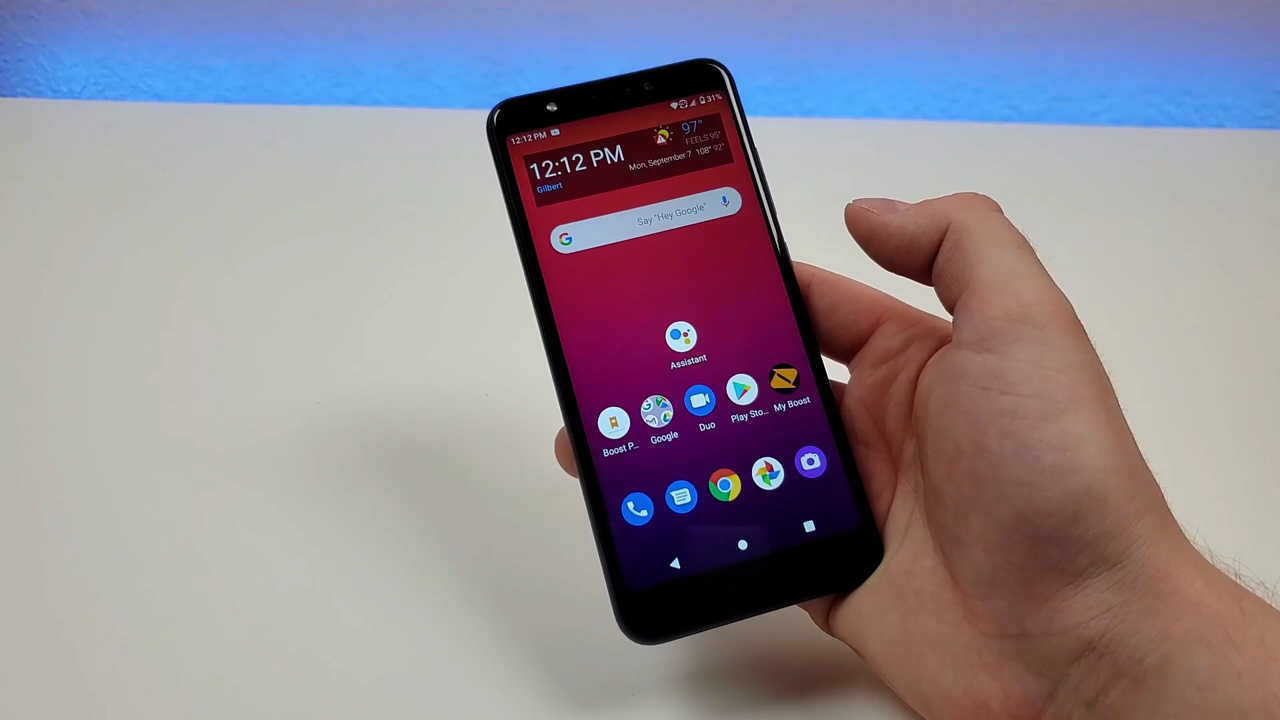 12:12 PM
31%
12:12 PM
97°
FEELS 95°
Mon, September 7 108° 92°
Gilbert
Say "Hey Google"
Assistant
Boost P...
Google
Duo
Play Sto...
My Boost